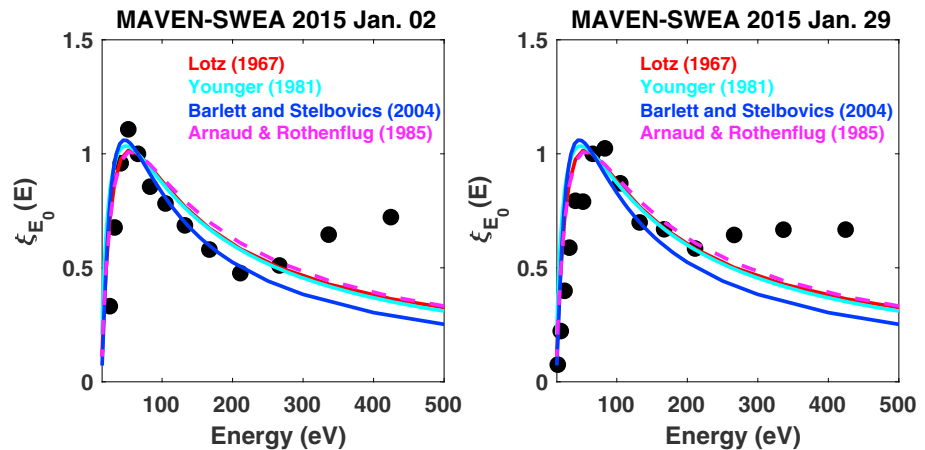 MAVEN-SWEA 2015 Jan. 02
1.5
1
0.5
0
ξE0(E)
Lotz (1967)
Younger (1981)
Barlett and Stelbovics (2004)
Arnaud & Rothenflug (1985)
100 200 300 400 500
Energy (eV)
MAVEN-SWEA 2015 Jan. 29
1.5
1
0.5
0
ξE0(E)
Lotz (1967)
Younger (1981)
Barlett and Stelbovics (2004)
Arnaud & Rothenflug (1985)
100 200 300 400 500
Energy (eV)